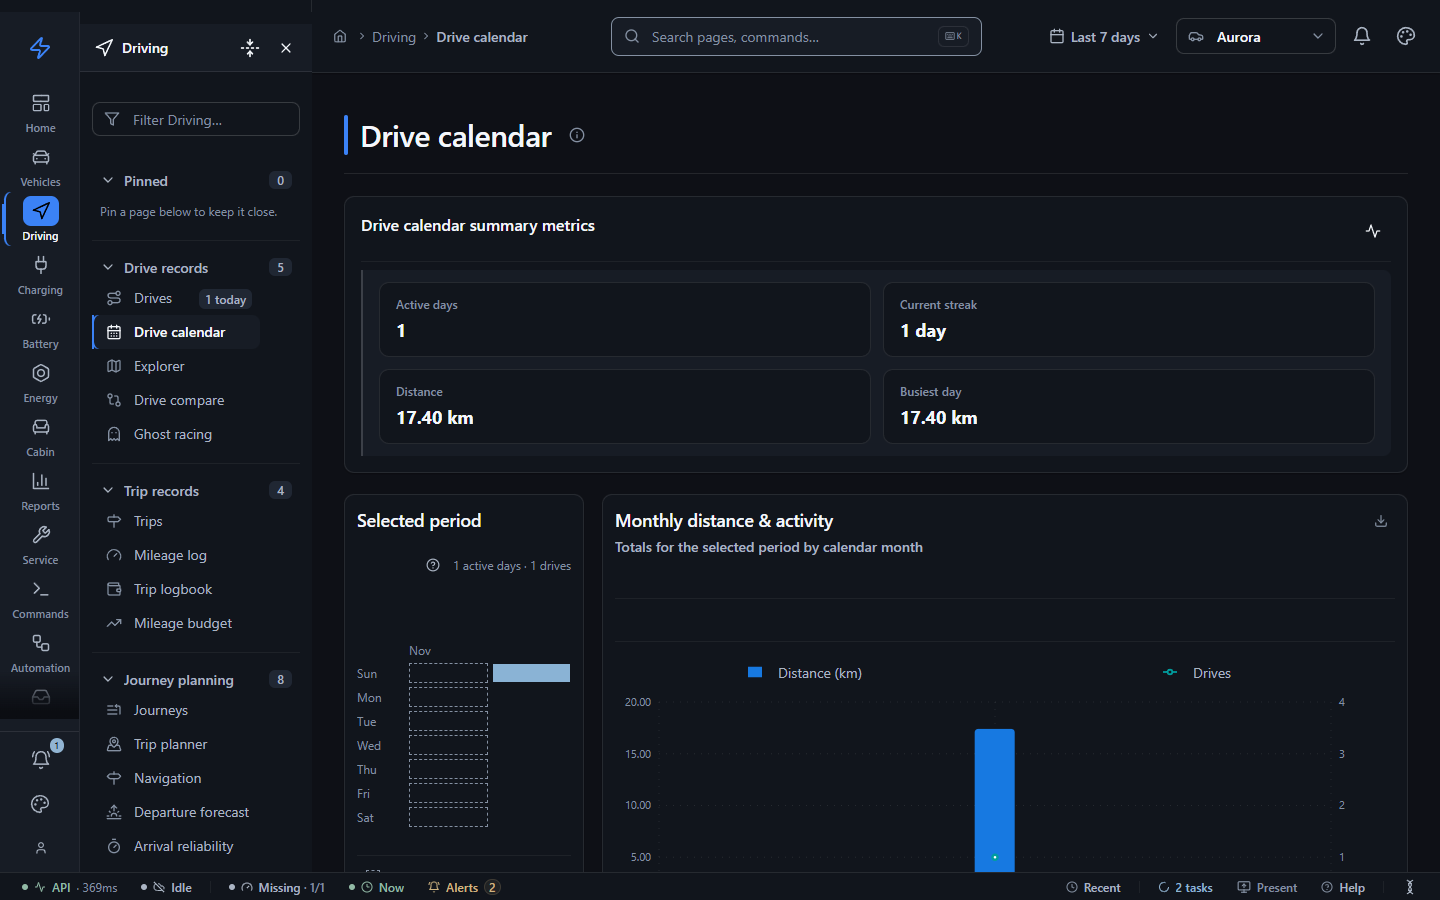 Driving
Driving
Drive calendar
Search pages, commands...
K
Last 7 days
Aurora
Home
Vehicles
Driving
Charging
Battery
Energy
Cabin
Reports
Service
Commands
Automation
1
Filter Driving...
Pinned
0
Pin a page below to keep it close.
Drive records
5
Drives
1 today
Drive calendar
Explorer
Drive compare
Ghost racing
Trip records
4
Trips
Mileage log
Trip logbook
Mileage budget
Journey planning
8
Journeys
Trip planner
Navigation
Departure forecast
Arrival reliability
Drive calendar
Drive calendar summary metrics
Active days
1
Current streak
1 day
Distance
17.40 km
Busiest day
17.40 km
Selected period
1 active days · 1 drives
Nov
Sun
Mon
Tue
Wed
Thu
Fri
Sat
Monthly distance & activity
Totals for the selected period by calendar month
Distance (km)
Drives
20.00
4
15.00
3
10.00
2
5.00
1
API · 369ms
Idle
Missing · 1/1
Now
Alerts 2
Recent
2 tasks
Present
Help